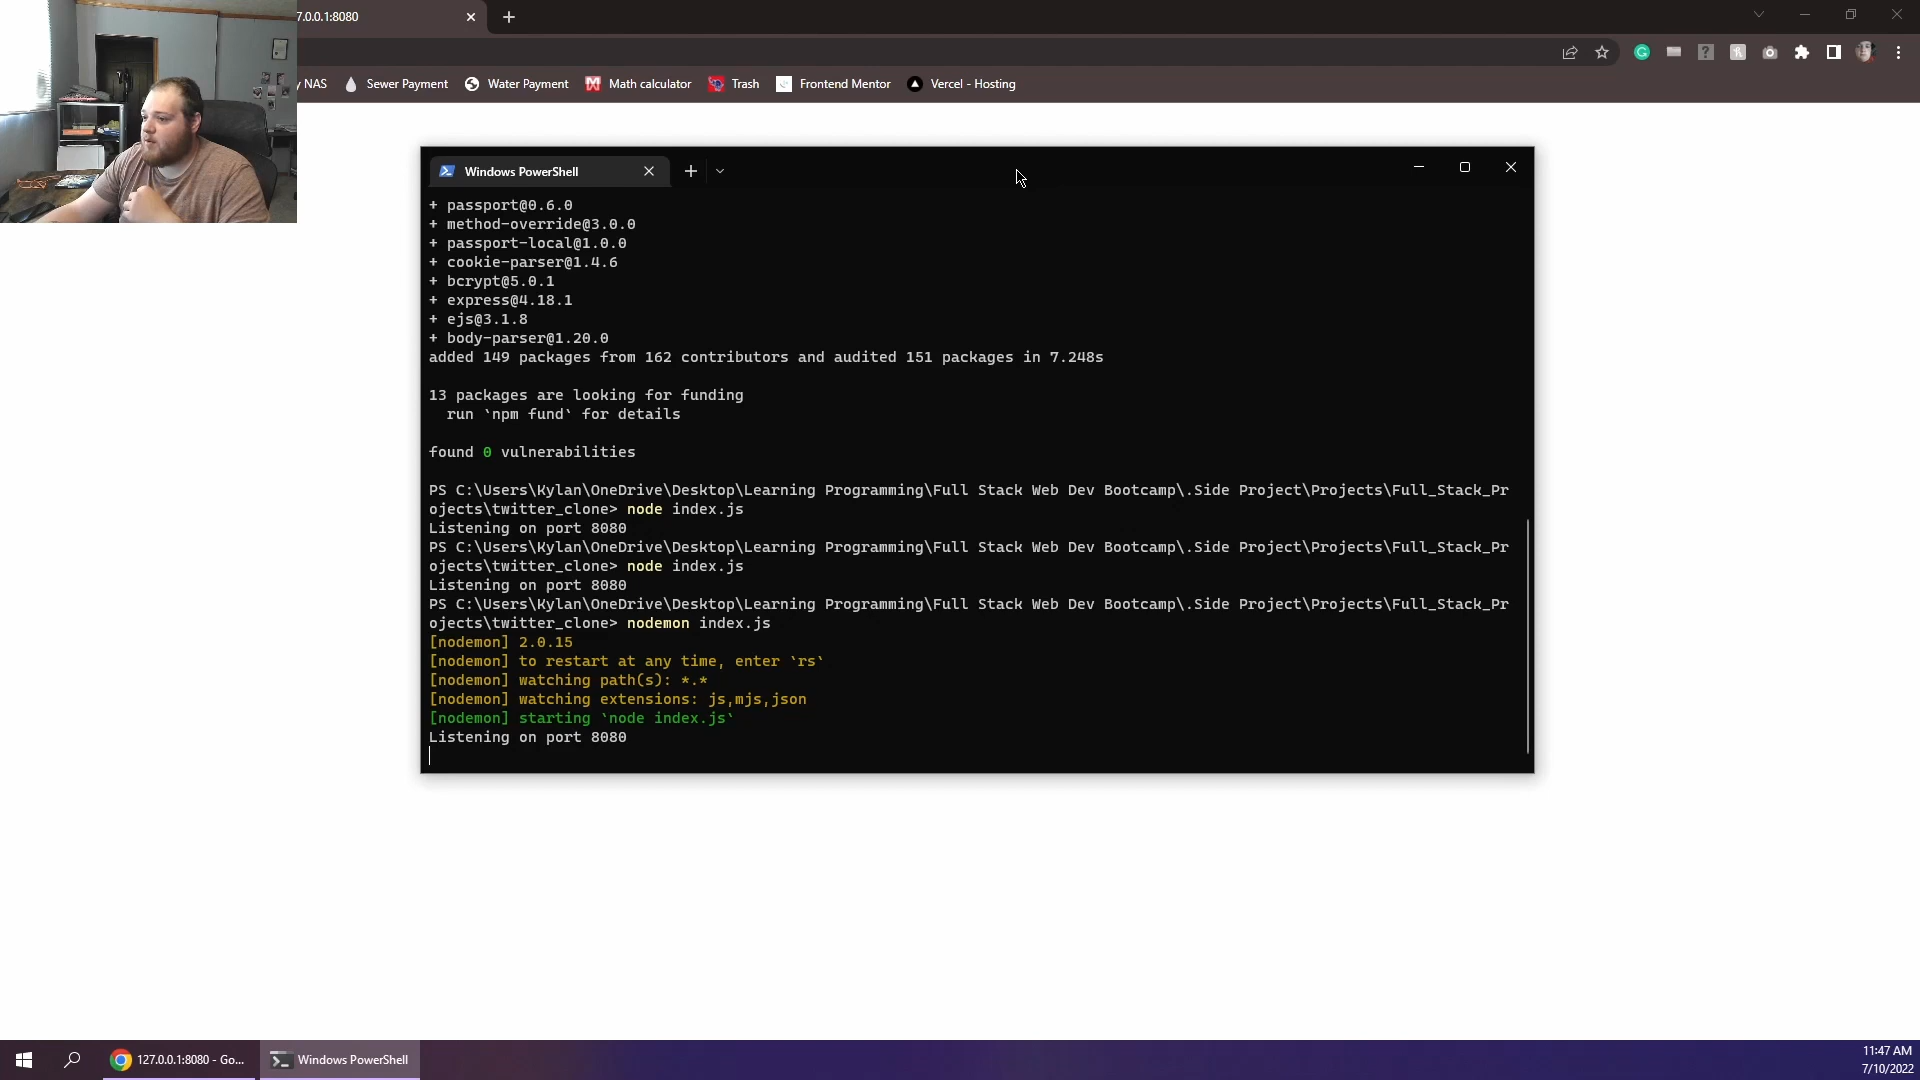 7.0.0.1:8080
y NAS
Sewer Payment
Water Payment
Math calculator
Trash
Frontend Mentor
Vercel - Hosting
Windows PowerShell
+ passport@0.6.0
+ method-override@3.0.0
+ passport-local@1.0.0
+ cookie-parser@1.4.6
+ bcrypt@5.0.1
+ express@4.18.1
+ ejs@3.1.8
+ body-parser@1.20.0
added 149 packages from 162 contributors and audited 151 packages in 7.248s
13 packages are looking for funding
run `npm fund` for details
found 0 vulnerabilities
PS C:\Users\Kylan\OneDrive\Desktop\Learning Programming\Full Stack Web Dev Bootcamp\.Side Project\Projects\Full_Stack_Pr
ojects\twitter_clone> node index.js
Listening on port 8080
PS C:\Users\Kylan\OneDrive\Desktop\Learning Programming\Full Stack Web Dev Bootcamp\.Side Project\Projects\Full_Stack_Pr
ojects\twitter_clone> node index.js
Listening on port 8080
PS C:\Users\Kylan\OneDrive\Desktop\Learning Programming\Full Stack Web Dev Bootcamp\.Side Project\Projects\Full_Stack_Pr
ojects\twitter_clone> nodemon index.js
[nodemon] 2.0.15
[nodemon] to restart at any time, enter `rs`
[nodemon] watching path(s): *.*
[nodemon] watching extensions: js,mjs,json
[nodemon] starting `node index.js`
Listening on port 8080
127.0.0.1:8080 - Go...
Windows PowerShell
11:47 AM
7/10/2022